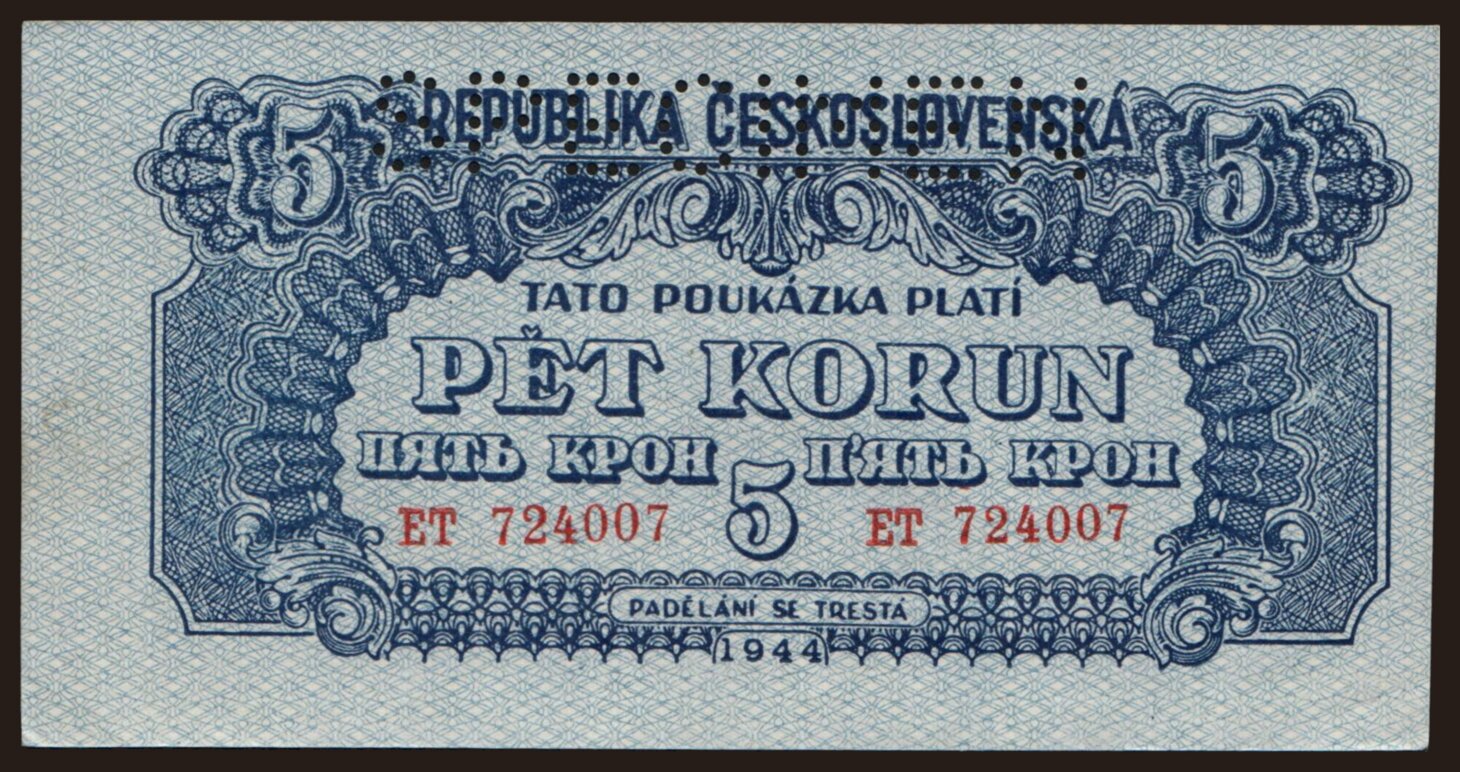 SPECIMEN
5 REPUBLIKA ČESKOSLOVENSKÁ 5
TATO POUKÁZKA PLATÍ
PĚT KORUN
ПЯТЬ КРОН 5 П'ЯТЬ КРОН
ET 724007 ET 724007
PADĚLÁNÍ SE TRESTÁ
1944